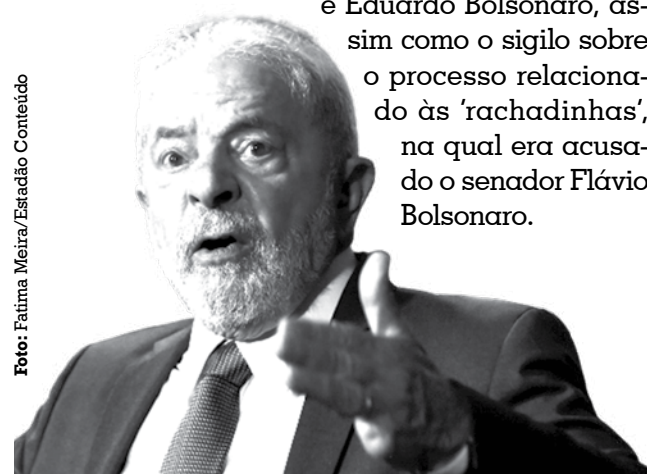 e Eduardo Bolsonaro, as-
sim como o sigilo sobre
o processo relaciona-
do às ‘rachadinhas’,
na qual era acusa-
do o senador Flávio
Bolsonaro.
Foto: Fatima Meira/Estadão Conteúdo